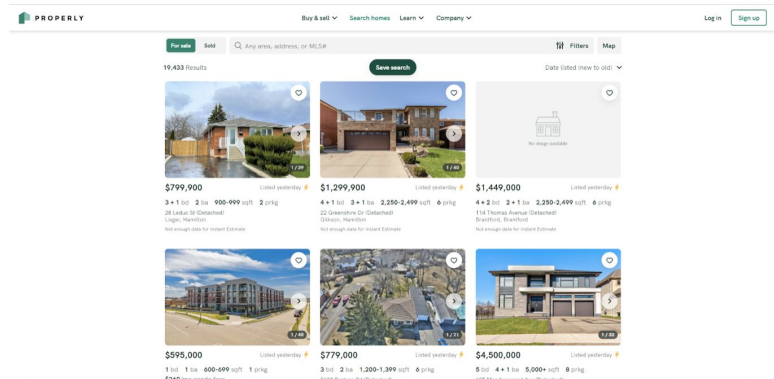 PROPERLY
Buy & sell Search homes Learn Company
Log in Sign up
For sale Sold Any area, address, or MLS# Filters Map
19,433 Results Save search Date listed (new to old)
1 / 39 1 / 40 No image available
$799,900 Listed yesterday $1,299,900 Listed yesterday $1,449,000 Listed yesterday
3 + 1 bd 2 ba 900-999 sqft 2 prkg 4 + 1 bd 3 + 1 ba 2,250-2,499 sqft 6 prkg 4 + 2 bd 2 + 1 ba 2,250-2,499 sqft 6 prkg
28 Leduc St (Detached) 22 Greenshire Dr (Detached) 114 Thomas Avenue (Detached)
Lisgar, Hamilton Gilkson, Hamilton Brantford, Brantford
Not enough data for Instant Estimate Not enough data for Instant Estimate Not enough data for Instant Estimate
1 / 40 1 / 21 1 / 30
$595,000 Listed yesterday $779,000 Listed yesterday $4,500,000 Listed yesterday
1 bd 1 ba 600-699 sqft 1 prkg 3 bd 2 ba 1,200-1,399 sqft 6 prkg 5 bd 4 + 1 ba 5,000+ sqft 8 prkg